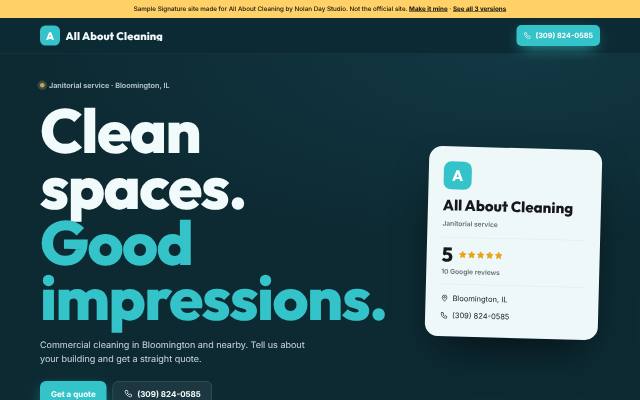 Sample Signature site made for All About Cleaning by Nolan Day Studio. Not the official site. Make it mine · See all 3 versions
A All About Cleaning
(309) 824-0585
Janitorial service · Bloomington, IL
Clean
spaces.
Good
impressions.
Commercial cleaning in Bloomington and nearby. Tell us about
your building and get a straight quote.
Get a quote
(309) 824-0585
A
All About Cleaning
Janitorial service
5 ★★★★★
10 Google reviews
Bloomington, IL
(309) 824-0585